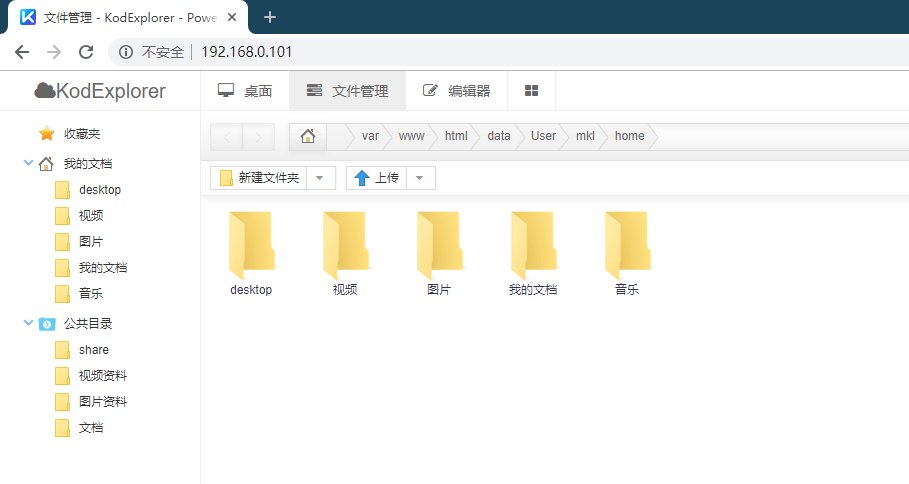 文件管理 - KodExplorer - Powe
不安全 192.168.0.101
KodExplorer 桌面 文件管理 编辑器
var www html data User mkl home
新建文件夹 上传
收藏夹
我的文档
desktop
视频
图片
我的文档
音乐
公共目录
share
视频资料
图片资料
文档
desktop 视频 图片 我的文档 音乐